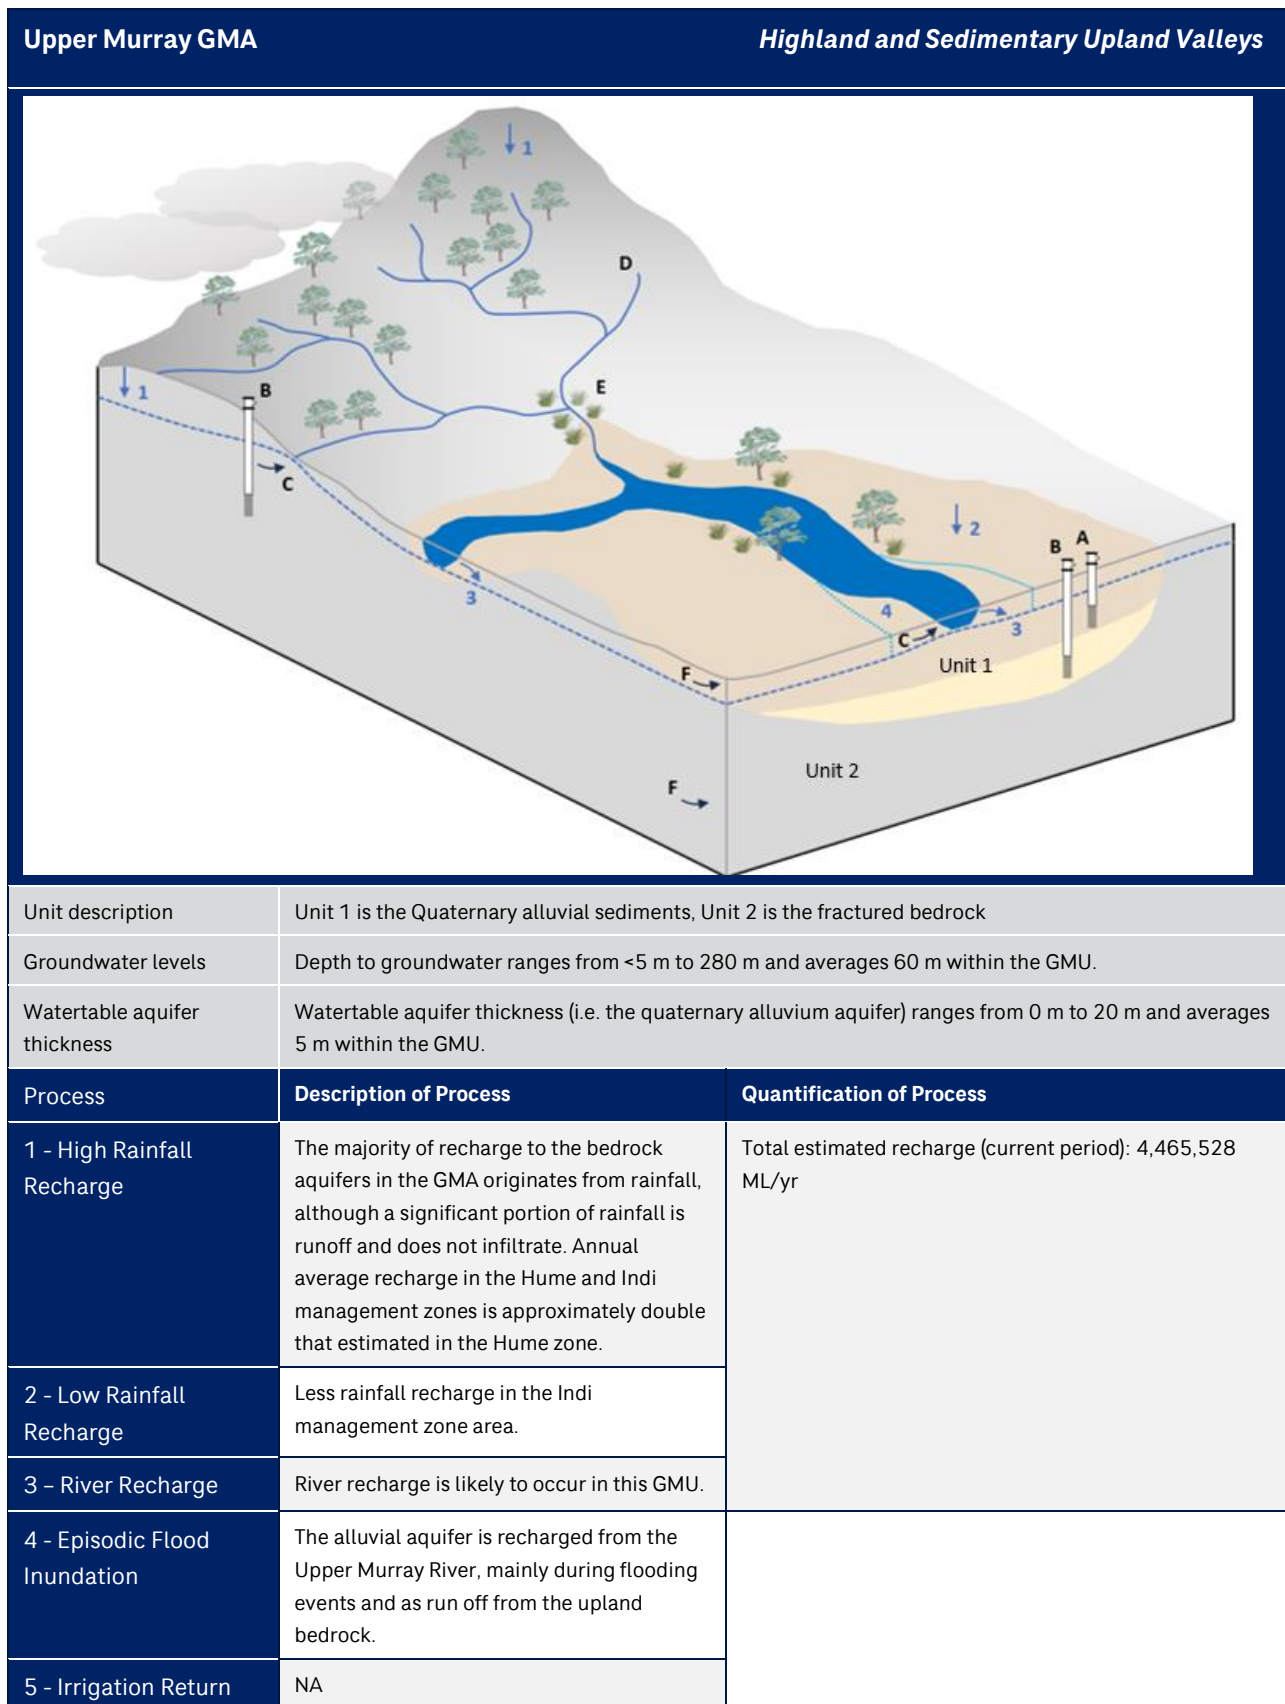 Upper Murray GMA
Highland and Sedimentary Upland Valleys
1
D
1
B
E
C
2
B
A
3
4
C
3
Unit 1
F
Unit 2
F
Unit description
Unit 1 is the Quaternary alluvial sediments, Unit 2 is the fractured bedrock
Groundwater levels
Depth to groundwater ranges from <5 m to 280 m and averages 60 m within the GMU.
Watertable aquifer
thickness
Watertable aquifer thickness (i.e. the quaternary alluvium aquifer) ranges from 0 m to 20 m and averages
5 m within the GMU.
Process
Description of Process
Quantification of Process
1 - High Rainfall
Recharge
The majority of recharge to the bedrock
aquifers in the GMA originates from rainfall,
although a significant portion of rainfall is
runoff and does not infiltrate. Annual
average recharge in the Hume and Indi
management zones is approximately double
that estimated in the Hume zone.
Total estimated recharge (current period): 4,465,528
ML/yr
2 - Low Rainfall
Recharge
Less rainfall recharge in the Indi
management zone area.
3 – River Recharge
River recharge is likely to occur in this GMU.
4 - Episodic Flood
Inundation
The alluvial aquifer is recharged from the
Upper Murray River, mainly during flooding
events and as run off from the upland
bedrock.
5 - Irrigation Return
NA